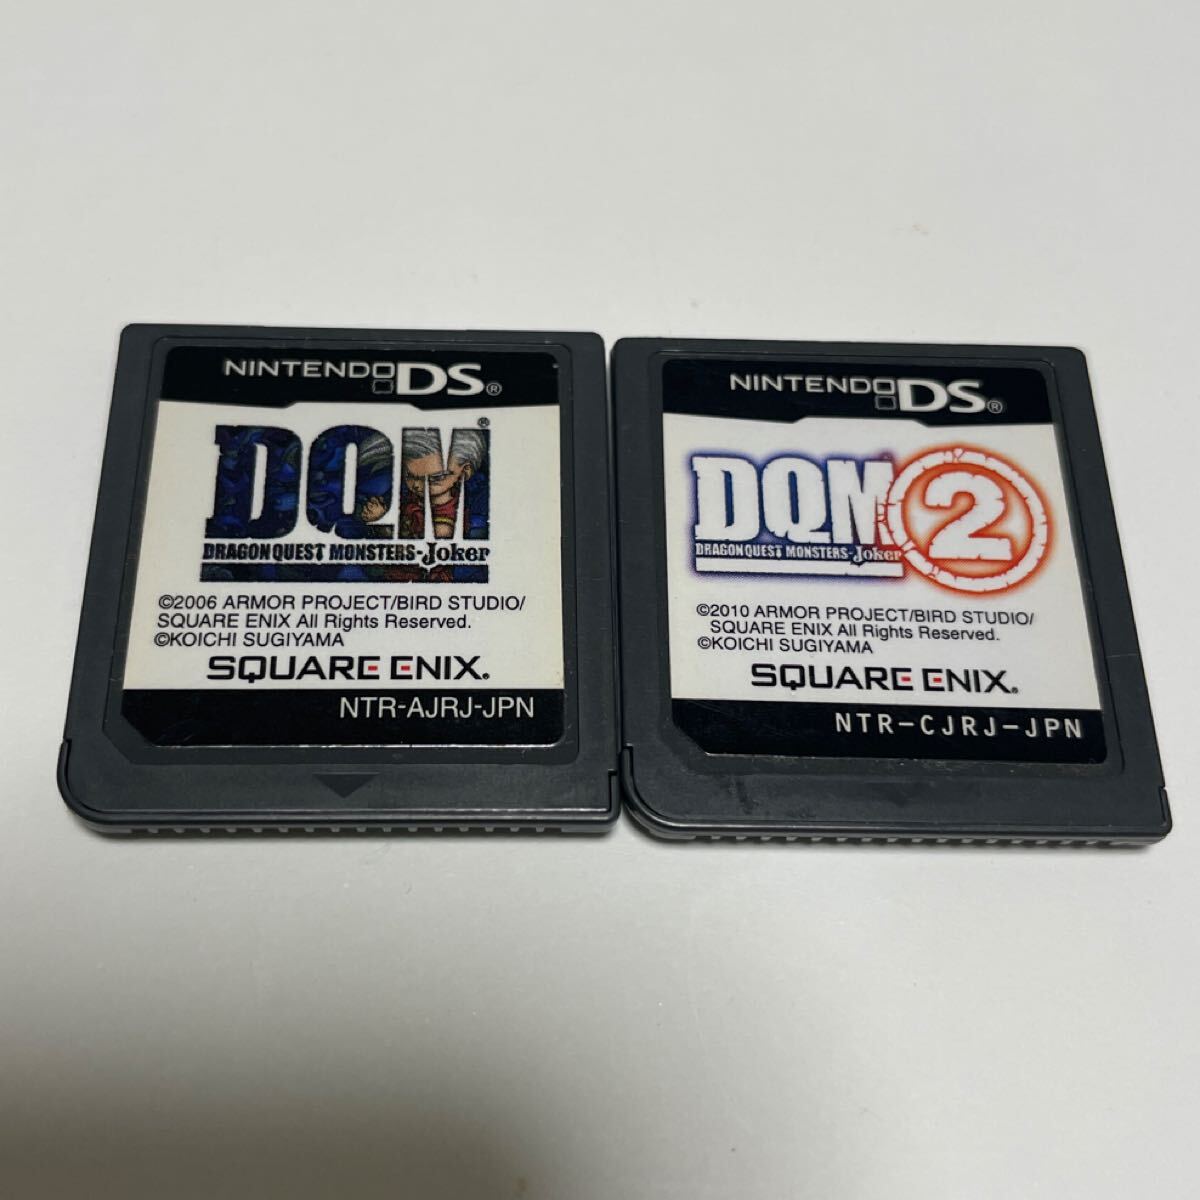 NINTENDO DS®
DQM®
DRAGON QUEST MONSTERS-Joker
©2006 ARMOR PROJECT/BIRD STUDIO/
SQUARE ENIX All Rights Reserved.
©KOICHI SUGIYAMA
SQUARE ENIX.
NTR-AJRJ-JPN
NINTENDO DS®
DQM 2
DRAGON QUEST MONSTERS-Joker
©2010 ARMOR PROJECT/BIRD STUDIO/
SQUARE ENIX All Rights Reserved.
©KOICHI SUGIYAMA
SQUARE ENIX®
NTR-CJRJ-JPN